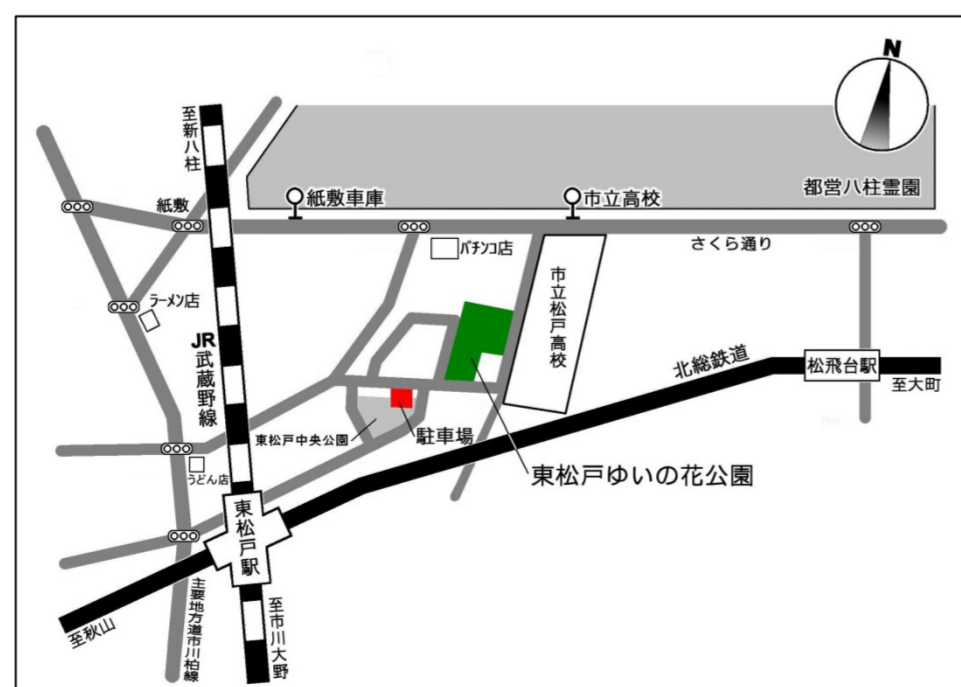 N
至新八柱
都営八柱霊園
紙敷
紙敷車庫
市立高校
さくら通り
パチンコ店
ラーメン店
市立松戸高校
JR武蔵野線
北総鉄道
松飛台駅
至大町
東松戸中央公園
駐車場
うどん店
東松戸ゆいの花公園
東松戸駅
至秋山
主要地方道市川柏線
至市川大野